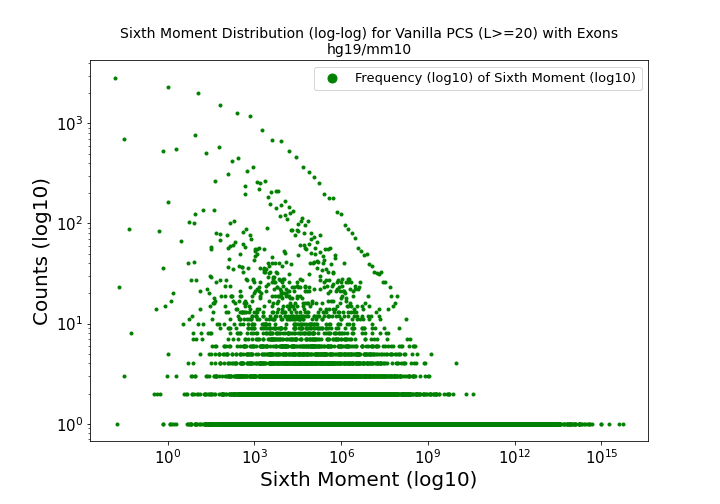 Sixth Moment Distribution (log-log) for Vanilla PCS (L>=20) with Exons
hg19/mm10
Frequency (log10) of Sixth Moment (log10)
Counts (log10)
10³
10²
10¹
10⁰
10⁰ 10³ 10⁶ 10⁹ 10¹² 10¹⁵
Sixth Moment (log10)